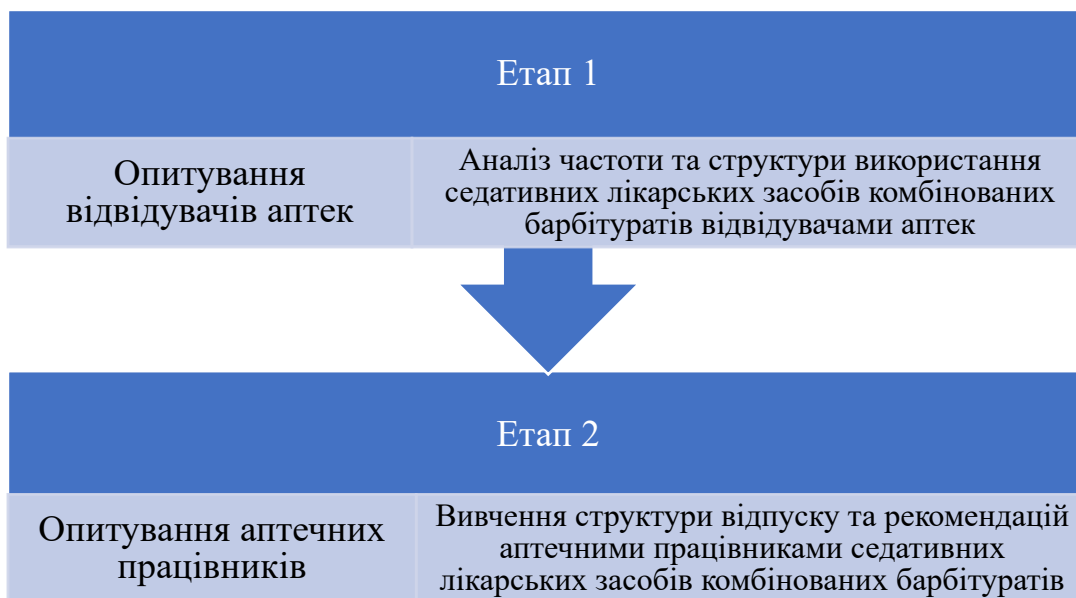 Етап 1
Опитування
відвідувачів аптек
Аналіз частоти та структури використання
седативних лікарських засобів комбінованих
барбітуратів відвідувачами аптек
Етап 2
Опитування аптечних
працівників
Вивчення структури відпуску та рекомендацій
аптечними працівниками седативних
лікарських засобів комбінованих барбітуратів